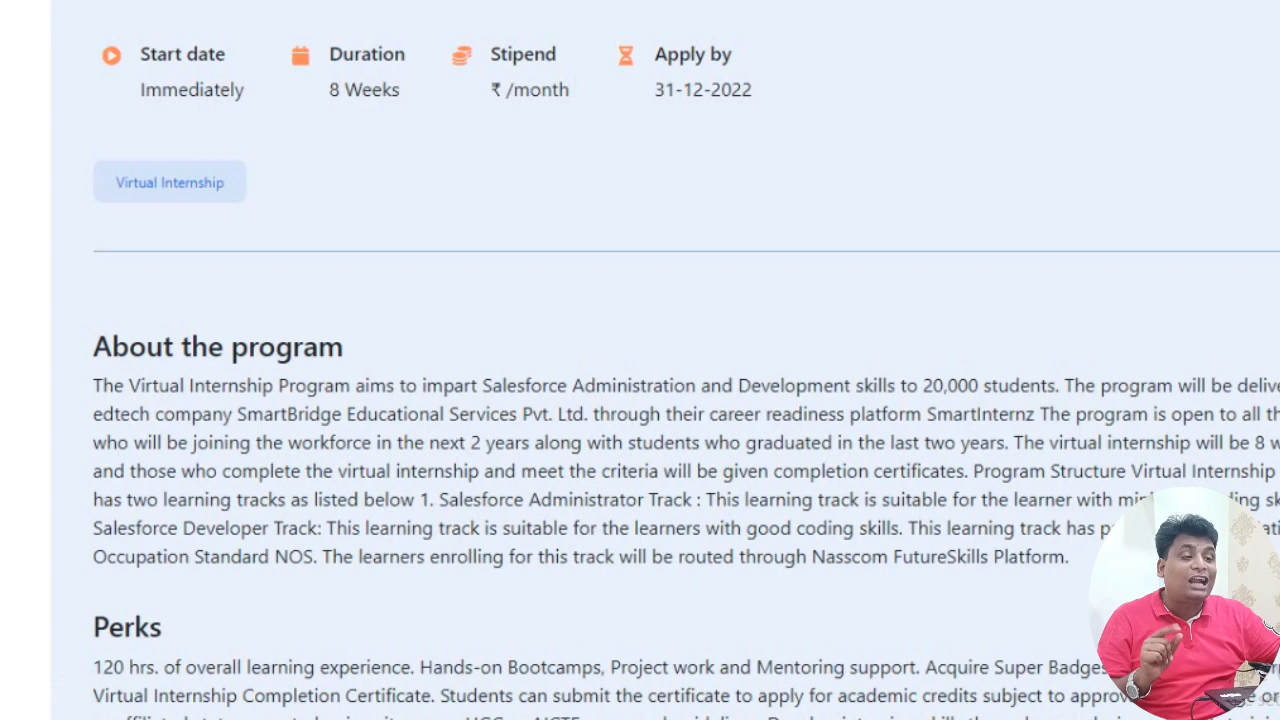 Start date Duration Stipend Apply by
Immediately 8 Weeks ₹ /month 31-12-2022
Virtual Internship
About the program
The Virtual Internship Program aims to impart Salesforce Administration and Development skills to 20,000 students. The program will be
edtech company SmartBridge Educational Services Pvt. Ltd. through their career readiness platform SmartInternz The program is open to all
who will be joining the workforce in the next 2 years along with students who graduated in the last two years. The virtual internship will be 8
and those who complete the virtual internship and meet the criteria will be given completion certificates. Program Structure Virtual Internship
has two learning tracks as listed below 1. Salesforce Administrator Track : This learning track is suitable for the learner with
Salesforce Developer Track: This learning track is suitable for the learners with good coding skills. This learning track has
Occupation Standard NOS. The learners enrolling for this track will be routed through Nasscom FutureSkills Platform.
Perks
120 hrs. of overall learning experience. Hands-on Bootcamps, Project work and Mentoring support. Acquire Super Badges
Virtual Internship Completion Certificate. Students can submit the certificate to apply for academic credits subject to